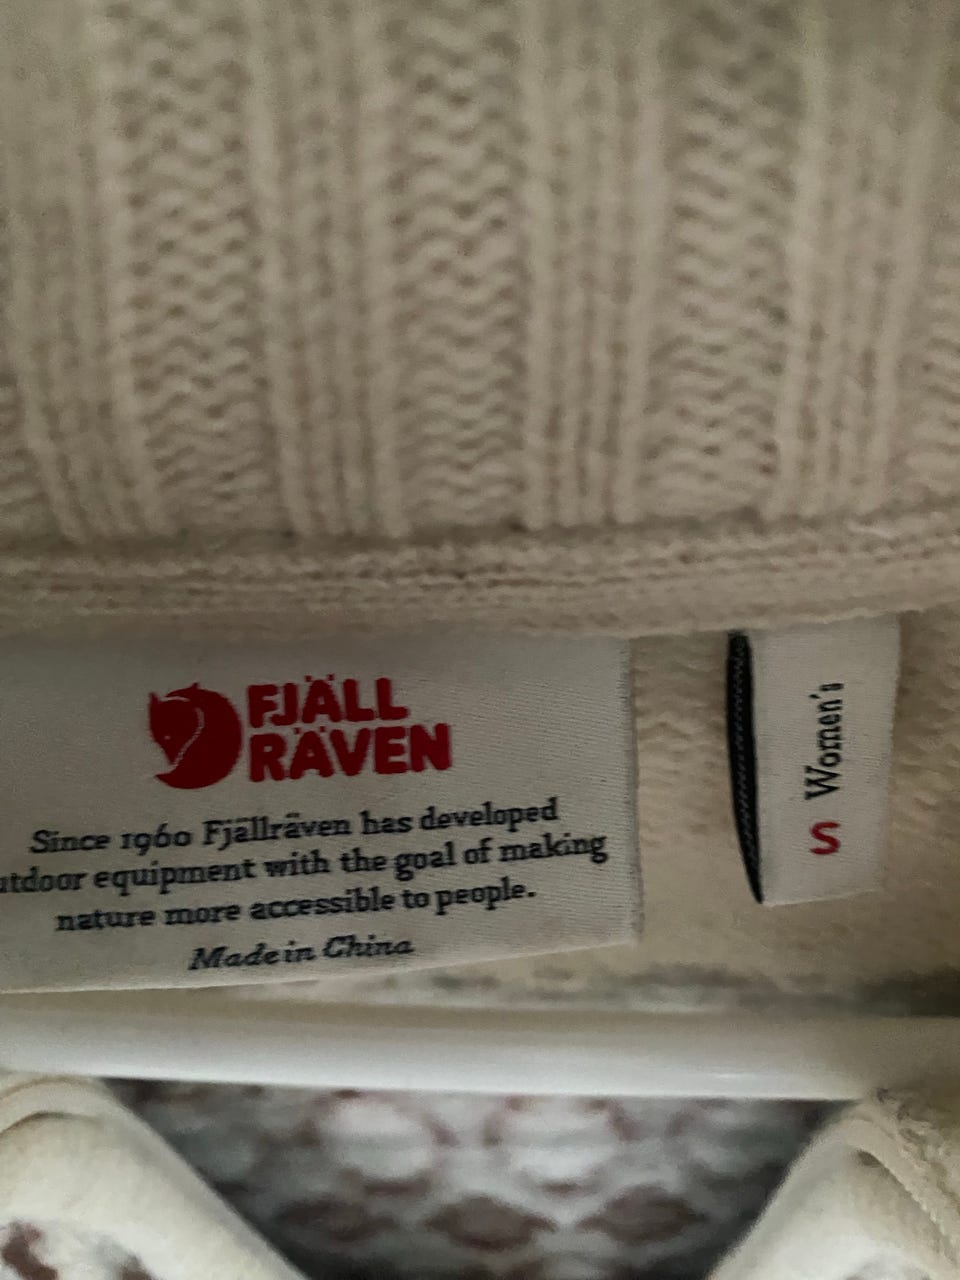 FJÄLL
RÄVEN
Since 1960 Fjällräven has developed
equipment with the goal of making
nature more accessible to people.
Made in China
Women's
S